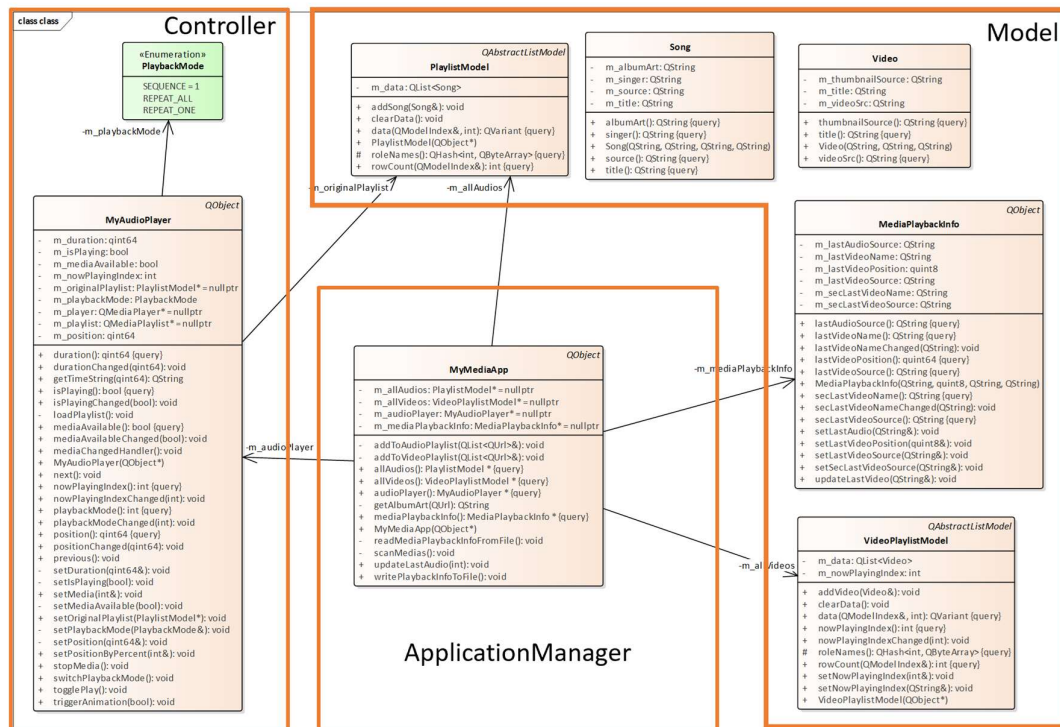 class class
Controller
Model
«Enumeration»
PlaybackMode
SEQUENCE = 1
REPEAT_ALL
REPEAT_ONE
-m_playbackMode
QAbstractListModel
PlaylistModel
- m_data: QList<Song>
+ addSong(Song&): void
+ clearData(): void
+ data(QModelIndex&, int): QVariant {query}
+ PlaylistModel(QObject*)
# roleNames(): QHash<int, QByteArray> {query}
+ rowCount(QModelIndex&): int {query}
Song
- m_albumArt: QString
- m_singer: QString
- m_source: QString
- m_title: QString
+ albumArt(): QString {query}
+ singer(): QString {query}
+ Song(QString, QString, QString, QString)
+ source(): QString {query}
+ title(): QString {query}
Video
- m_thumbnailSource: QString
- m_title: QString
- m_videoSrc: QString
+ thumbnailSource(): QString {query}
+ title(): QString {query}
+ Video(QString, QString, QString)
+ videoSrc(): QString {query}
-m_originalPlaylist
-m_allAudios
QObject
MyAudioPlayer
- m_duration: qint64
- m_isPlaying: bool
- m_mediaAvailable: bool
- m_nowPlayingIndex: int
- m_originalPlaylist: PlaylistModel* = nullptr
- m_playbackMode: PlaybackMode
- m_player: QMediaPlayer* = nullptr
- m_playlist: QMediaPlaylist* = nullptr
- m_position: qint64
+ duration(): qint64 {query}
+ durationChanged(qint64): void
+ getTimeString(qint64): QString
+ isPlaying(): bool {query}
+ isPlayingChanged(bool): void
- loadPlaylist(): void
+ mediaAvailable(): bool {query}
+ mediaAvailableChanged(bool): void
+ mediaChangedHandler(): void
+ MyAudioPlayer(QObject*)
+ next(): void
+ nowPlayingIndex(): int {query}
+ nowPlayingIndexChanged(int): void
+ playbackMode(): int {query}
+ playbackModeChanged(int): void
+ position(): qint64 {query}
+ positionChanged(qint64): void
+ previous(): void
- setDuration(qint64&): void
- setIsPlaying(bool): void
+ setMedia(int&): void
- setMediaAvailable(bool): void
+ setOriginalPlaylist(PlaylistModel*): void
- setPlaybackMode(PlaybackMode&): void
- setPosition(qint64&): void
+ setPositionByPercent(int&): void
+ stopMedia(): void
+ switchPlaybackMode(): void
+ togglePlay(): void
+ triggerAnimation(bool): void
-m_audioPlayer
QObject
MyMediaApp
- m_allAudios: PlaylistModel* = nullptr
- m_allVideos: VideoPlaylistModel* = nullptr
- m_audioPlayer: MyAudioPlayer* = nullptr
- m_mediaPlaybackInfo: MediaPlaybackInfo* = nullptr
- addToAudioPlaylist(QList<QUrl>&): void
- addToVideoPlaylist(QList<QUrl>&): void
+ allAudios(): PlaylistModel * {query}
+ allVideos(): VideoPlaylistModel * {query}
+ audioPlayer(): MyAudioPlayer * {query}
- getAlbumArt(QUrl): QString
+ mediaPlaybackInfo(): MediaPlaybackInfo * {query}
+ MyMediaApp(QObject*)
- readMediaPlaybackInfoFromFile(): void
- scanMedias(): void
+ updateLastAudio(int): void
+ writePlaybackInfoToFile(): void
ApplicationManager
-m_mediaPlaybackInfo
QObject
MediaPlaybackInfo
- m_lastAudioSource: QString
- m_lastVideoName: QString
- m_lastVideoPosition: quint8
- m_lastVideoSource: QString
- m_secLastVideoName: QString
- m_secLastVideoSource: QString
+ lastAudioSource(): QString {query}
+ lastVideoName(): QString {query}
+ lastVideoNameChanged(QString): void
+ lastVideoPosition(): quint64 {query}
+ lastVideoSource(): QString {query}
+ MediaPlaybackInfo(QString, quint8, QString, QString)
+ secLastVideoName(): QString {query}
+ secLastVideoNameChanged(QString): void
+ secLastVideoSource(): QString {query}
+ setLastAudio(QString&): void
+ setLastVideoPosition(quint8&): void
+ setLastVideoSource(QString&): void
+ setSecLastVideoSource(QString&): void
+ updateLastVideo(QString&): void
-m_allVideos
QAbstractListModel
VideoPlaylistModel
- m_data: QList<Video>
- m_nowPlayingIndex: int
+ addVideo(Video&): void
+ clearData(): void
+ data(QModelIndex&, int): QVariant {query}
+ nowPlayingIndex(): int {query}
+ nowPlayingIndexChanged(int): void
# roleNames(): QHash<int, QByteArray> {query}
+ rowCount(QModelIndex&): int {query}
+ setNowPlayingIndex(int&): void
+ setNowPlayingIndex(QString&): void
+ VideoPlaylistModel(QObject*)